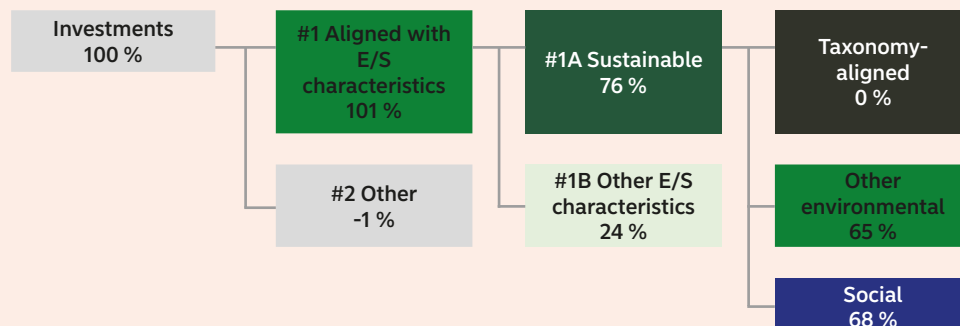 Investments
100 %
#1 Aligned with
E/S
characteristics
101 %
#2 Other
-1 %
#1A Sustainable
76 %
#1B Other E/S
characteristics
24 %
Taxonomy-
aligned
0 %
Other
environmental
65 %
Social
68 %